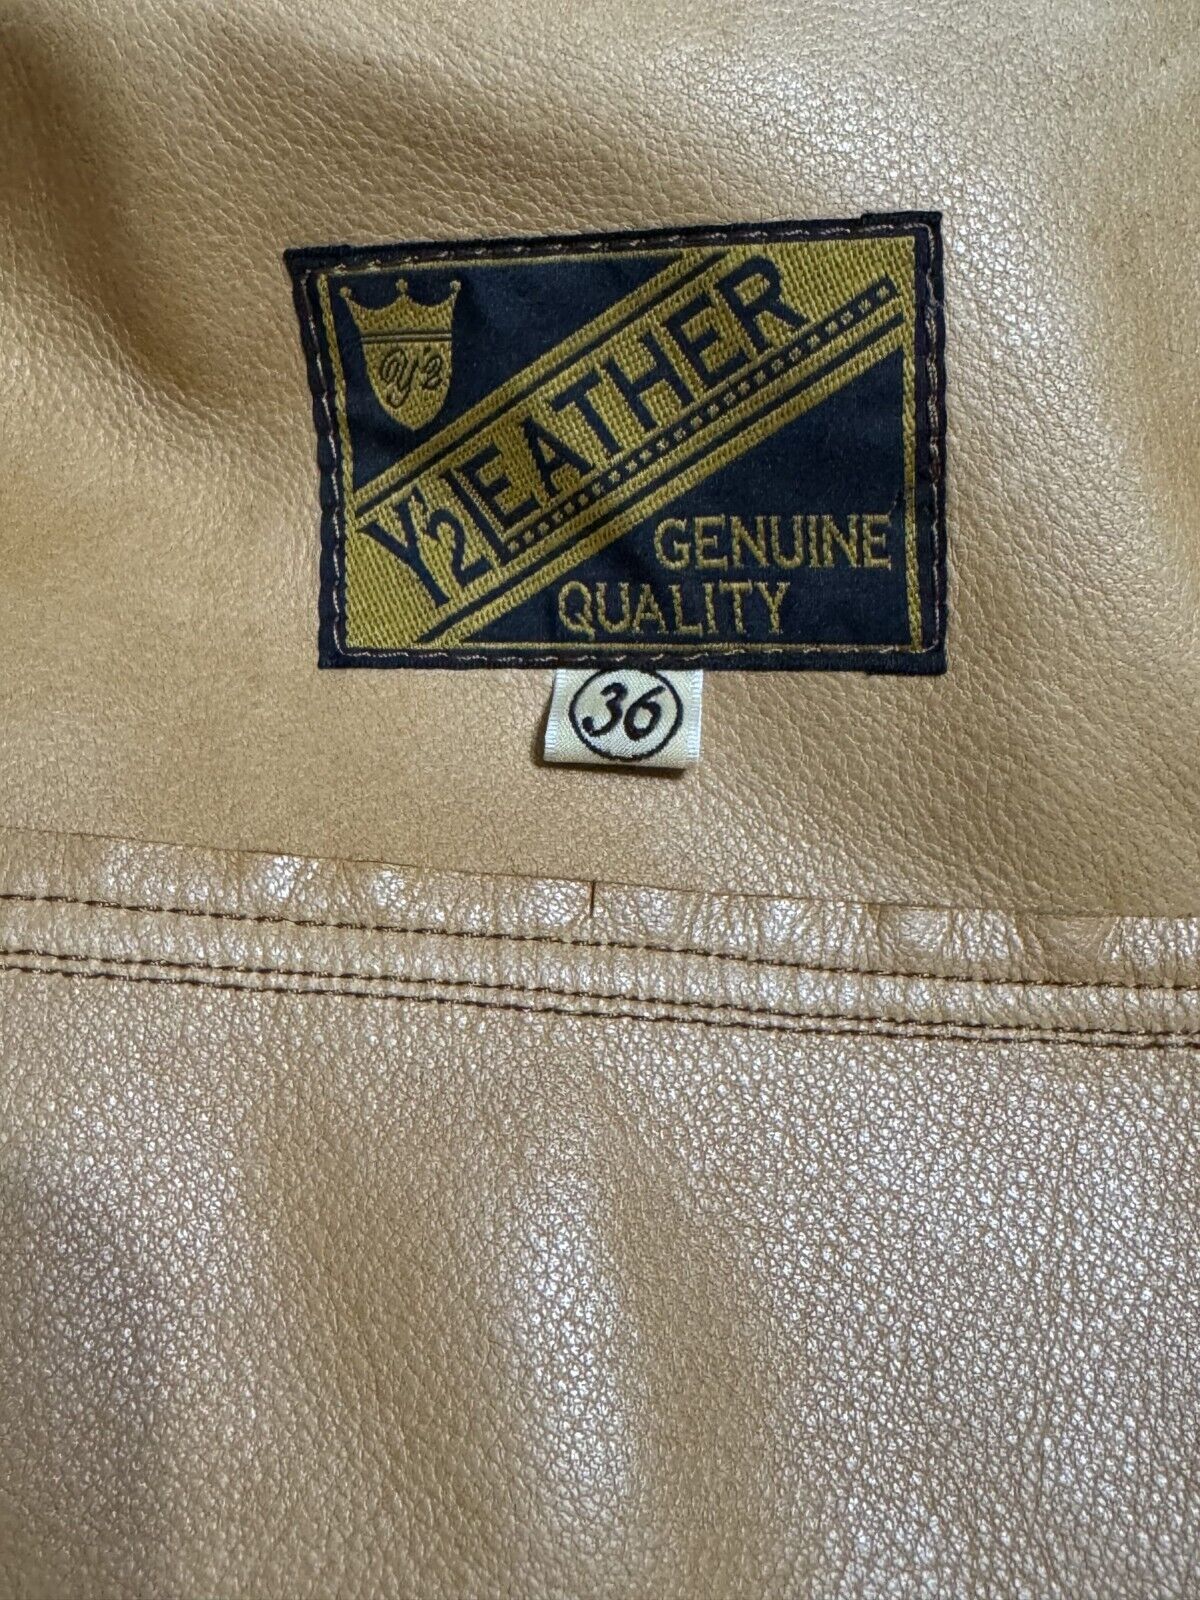 Y'2
Y'2 LEATHER
GENUINE
QUALITY
36